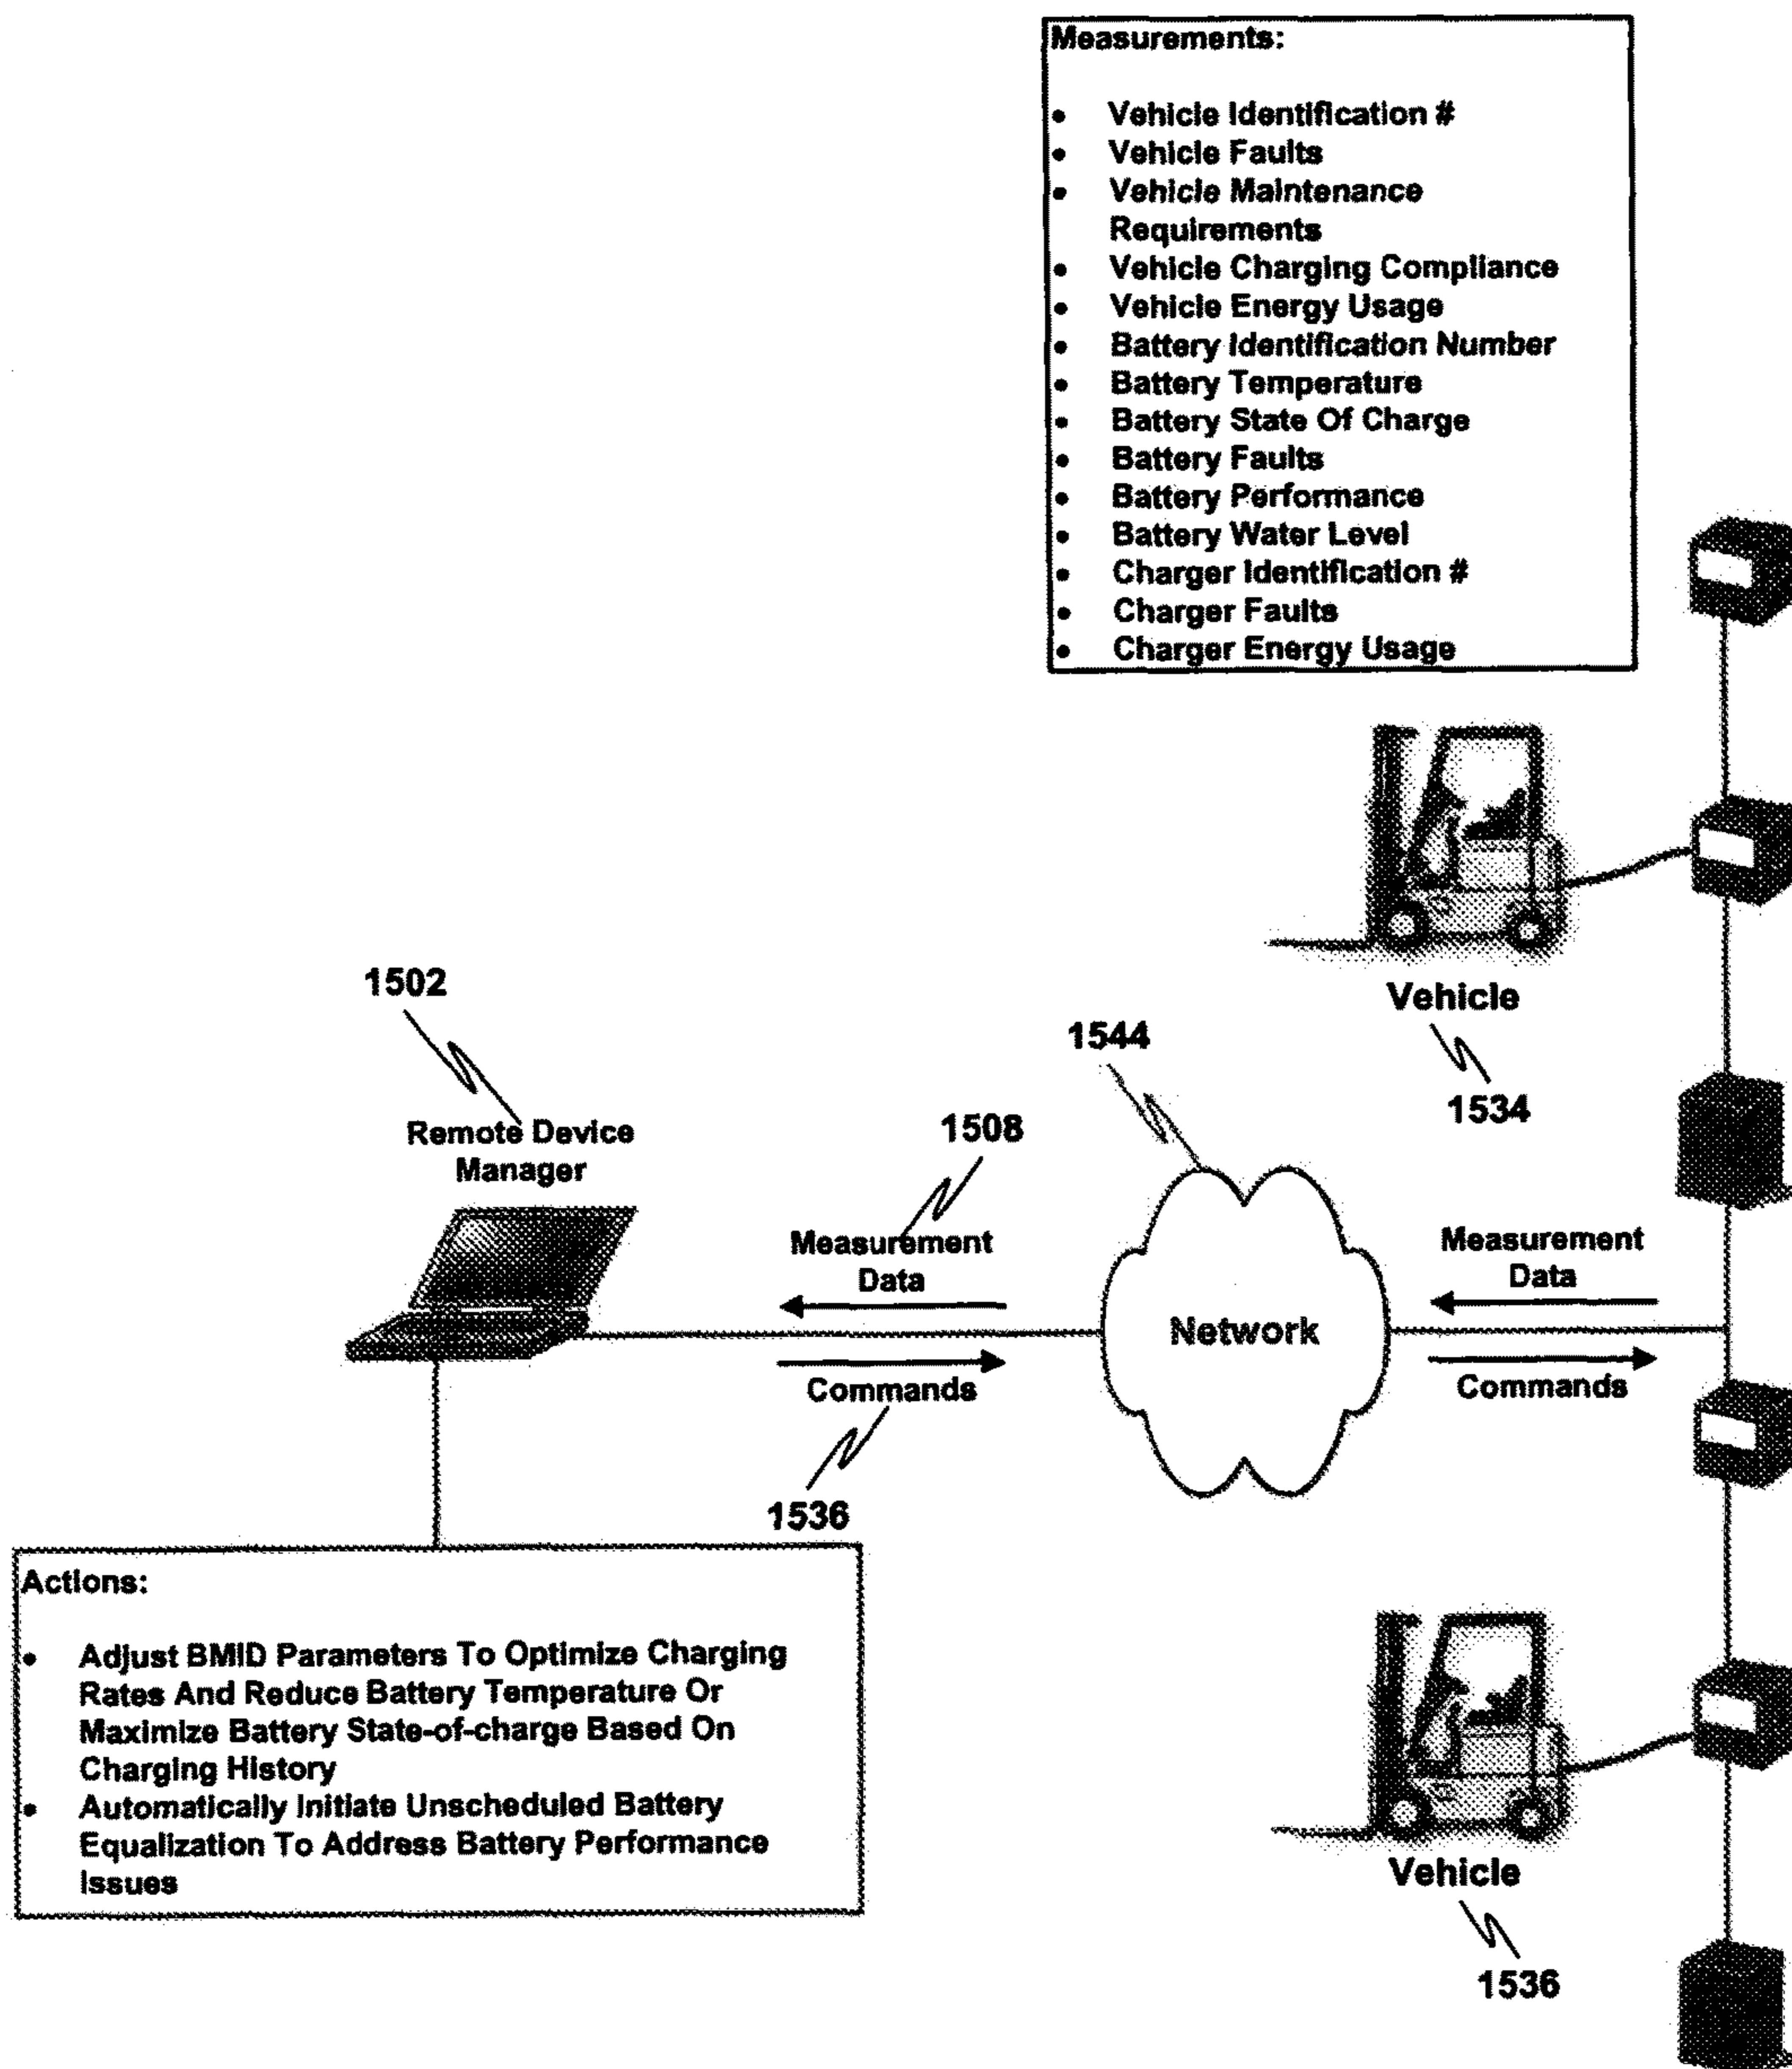 Measurements:
• Vehicle Identification #
• Vehicle Faults
• Vehicle Maintenance
Requirements
• Vehicle Charging Compliance
• Vehicle Energy Usage
• Battery Identification Number
• Battery Temperature
• Battery State Of Charge
• Battery Faults
• Battery Performance
• Battery Water Level
• Charger Identification #
• Charger Faults
• Charger Energy Usage
Vehicle
1534
1502
Remote Device
Manager
1508
1544
Measurement
Data
Commands
1536
Network
Measurement
Data
Commands
Actions:
• Adjust BMID Parameters To Optimize Charging
Rates And Reduce Battery Temperature Or
Maximize Battery State-of-charge Based On
Charging History
• Automatically Initiate Unscheduled Battery
Equalization To Address Battery Performance
Issues
Vehicle
1536